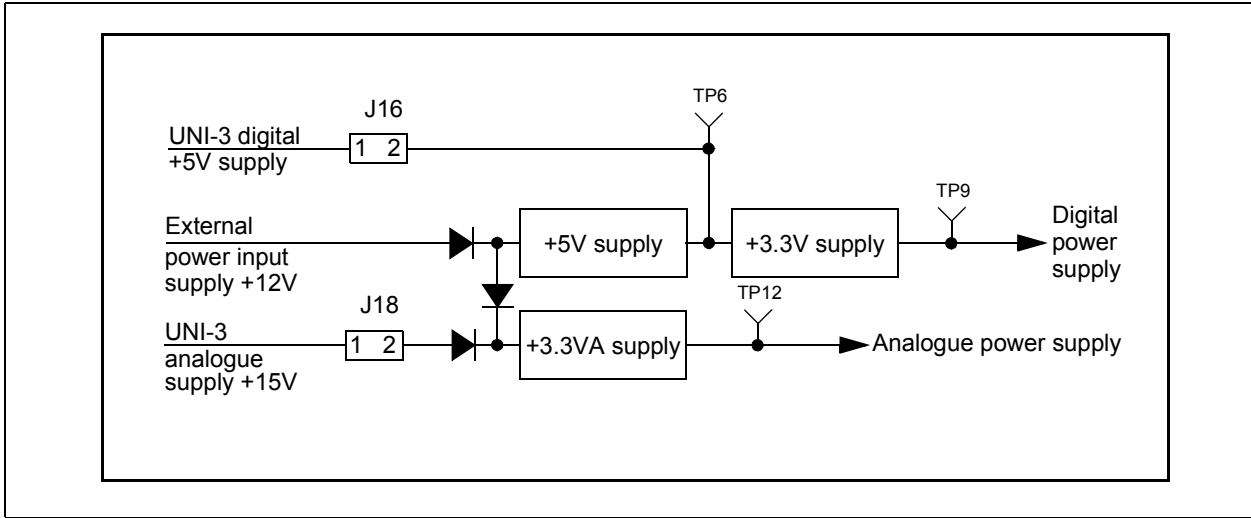 TP6
J16
UNI-3 digital
+5V supply
1 2
TP9
External
power input
supply +12V
+5V supply
+3.3V supply
Digital
power
supply
TP12
J18
UNI-3
analogue
supply +15V
1 2
+3.3VA supply
Analogue power supply